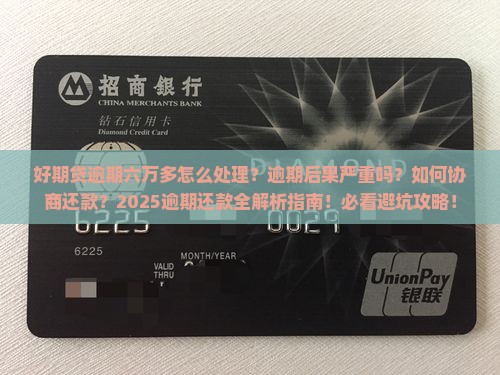 招商銀行
CHINA MERCHANTS BANK
钻石信用卡
Diamond Credit Card
DIAMOND
好期贷逾期六万多怎么处理？逾期后果严重吗？如何协
商还款？2025逾期还款全解析指南！必看避坑攻略！
6225 0029
6225
MONTH/YEAR
VALID
THRU
UnionPay
银联